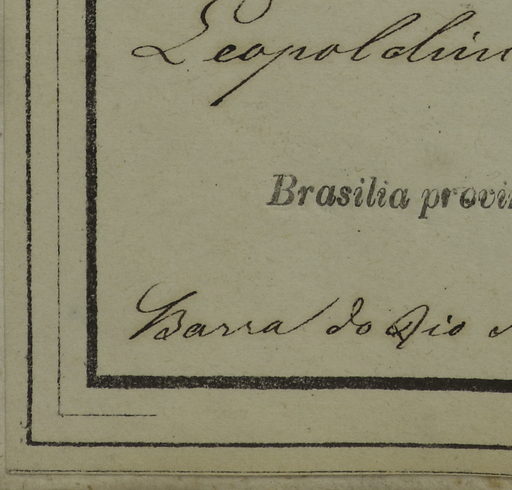 Leopoldin
Brasilia provin
Barra do Rio